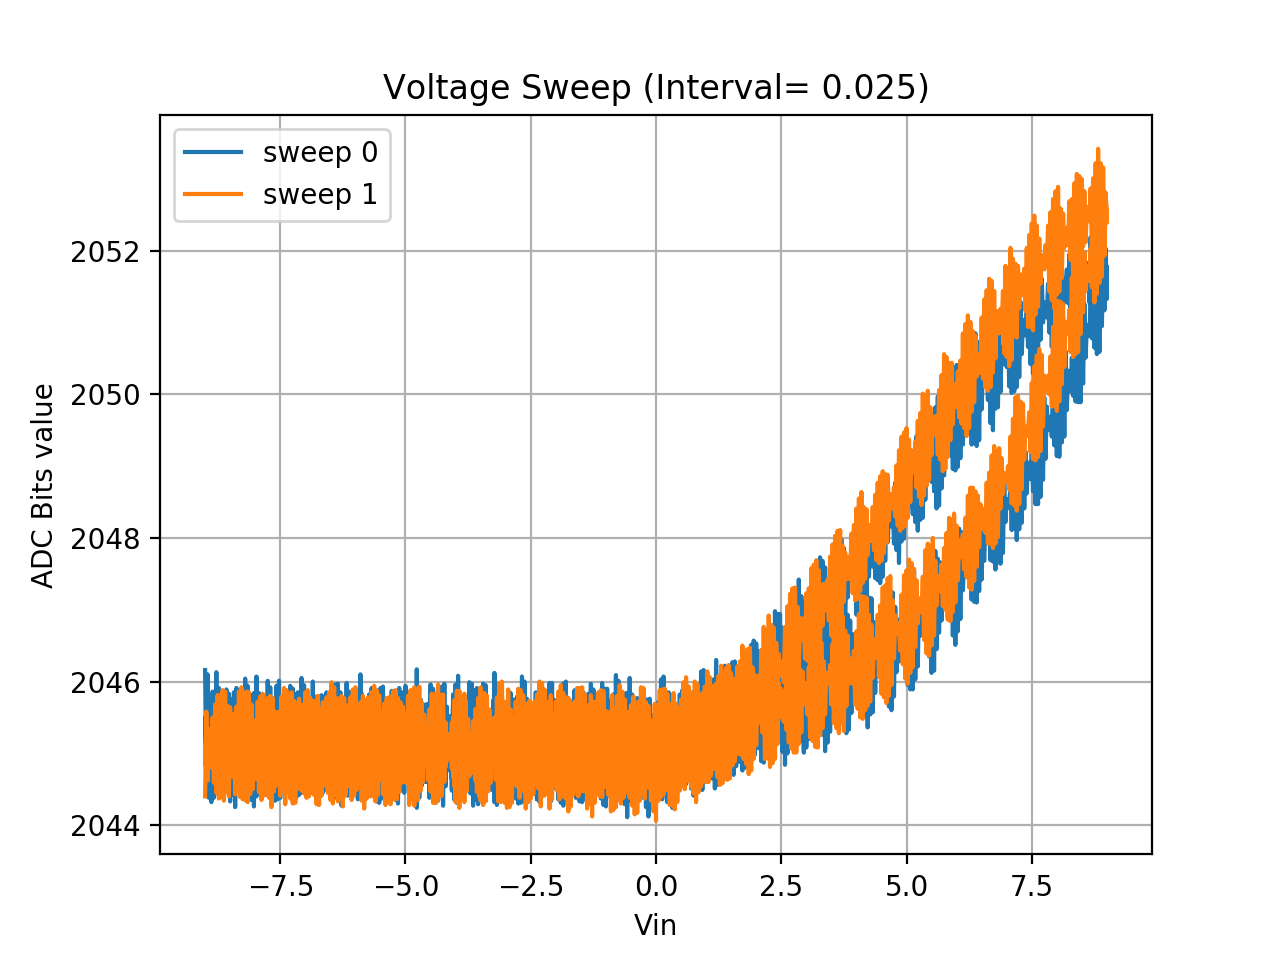 Voltage Sweep (Interval= 0.025)
sweep 0
sweep 1
2052
2050
2048
2046
2044
ADC Bits value
−7.5
−5.0
−2.5
0.0
2.5
5.0
7.5
Vin